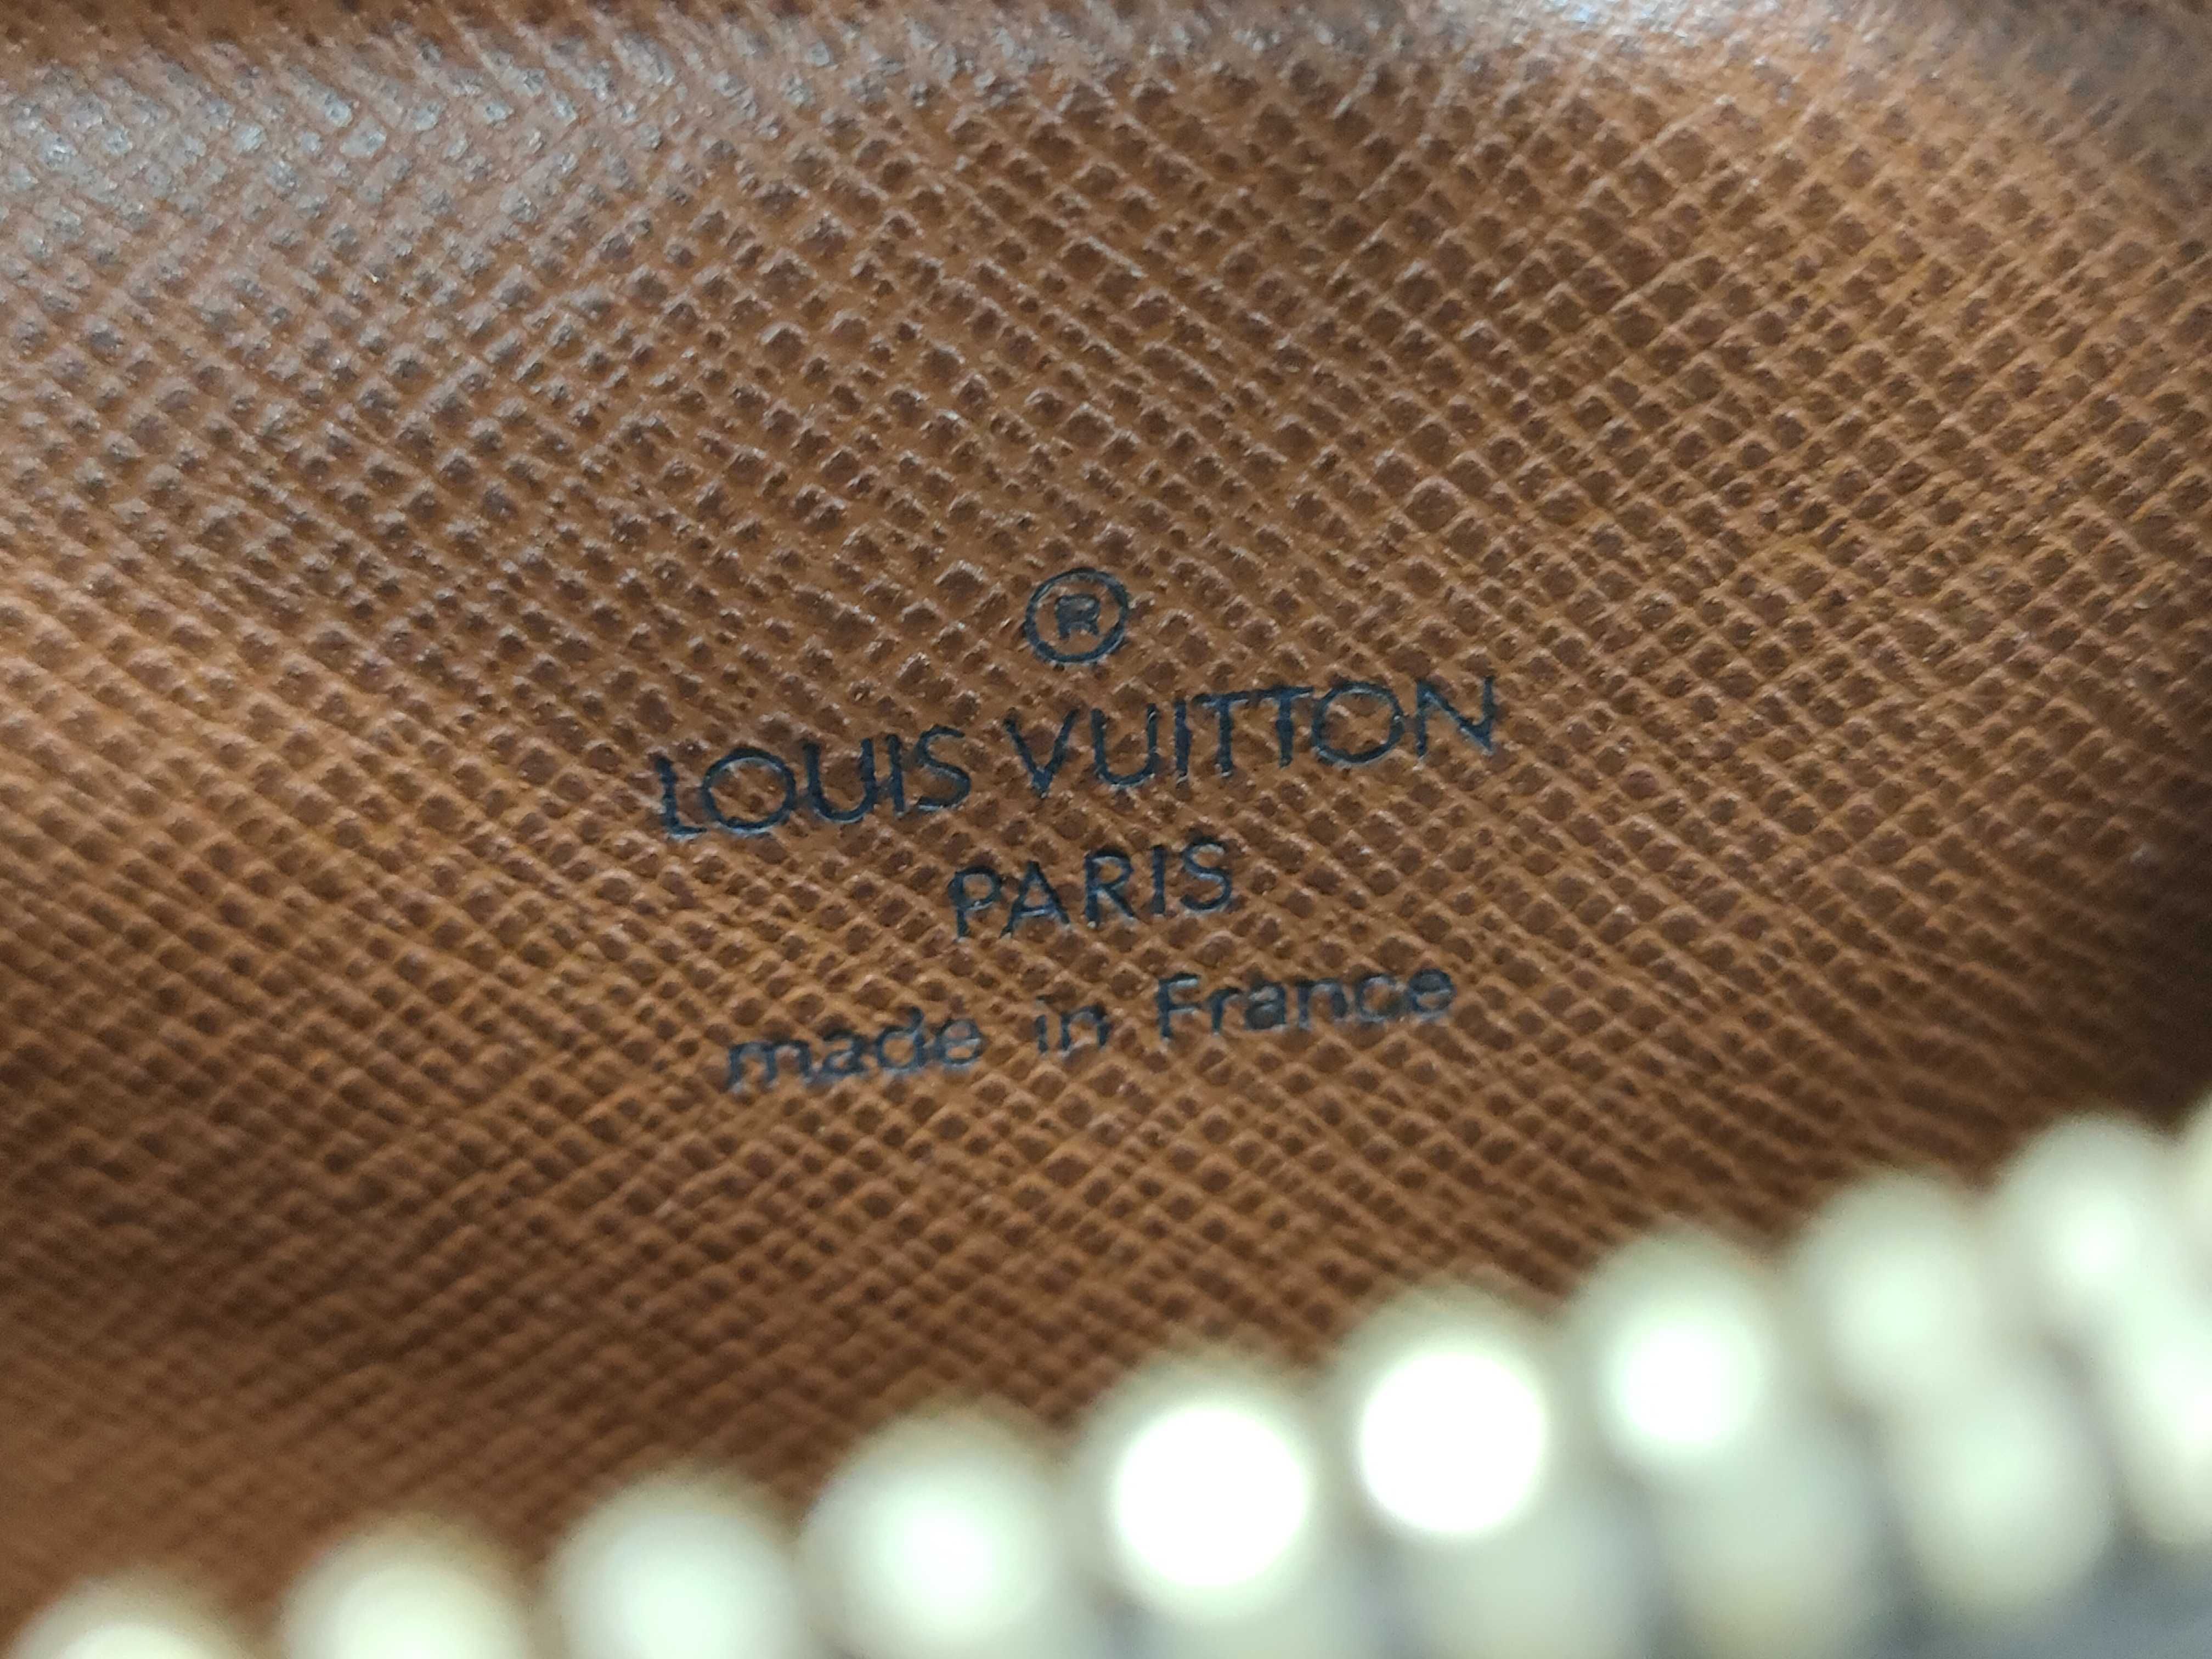 ®
LOUIS VUITTON
PARIS
made in France